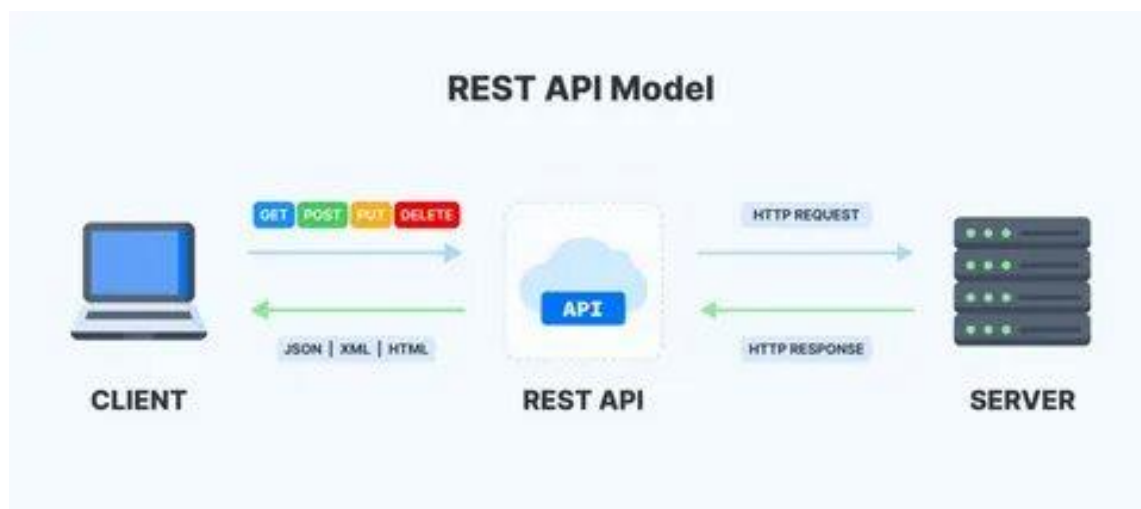 REST API Model
GET POST PUT DELETE
HTTP REQUEST
API
JSON | XML | HTML
HTTP RESPONSE
CLIENT
REST API
SERVER